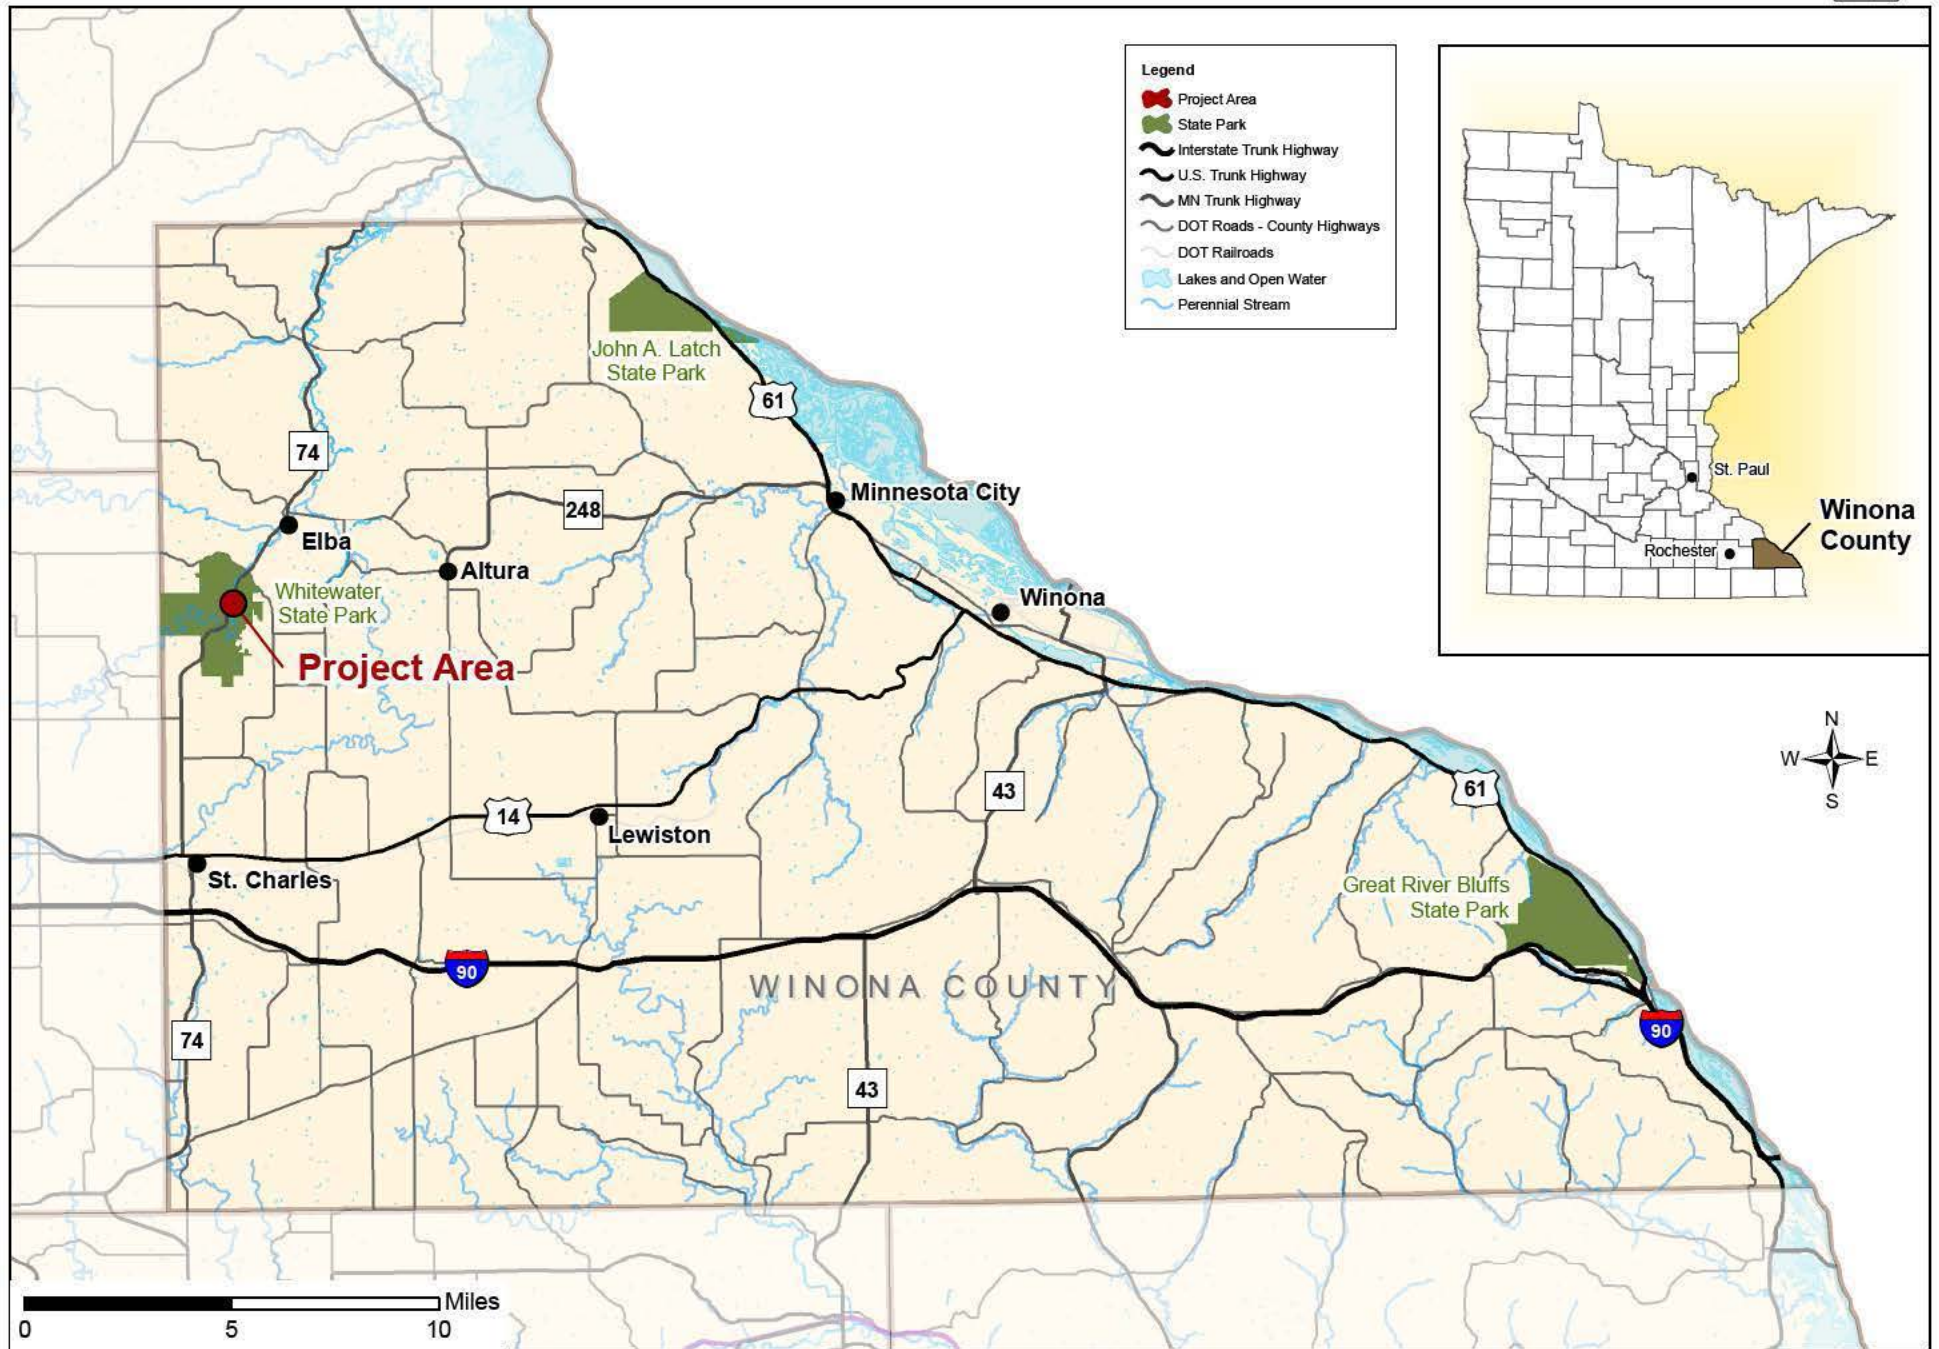 Legend
Project Area
State Park
Interstate Trunk Highway
U.S. Trunk Highway
MN Trunk Highway
DOT Roads - County Highways
DOT Railroads
Lakes and Open Water
Perennial Stream
St. Paul
Winona
County
Rochester
John A. Latch
State Park
61
74
Minnesota City
248
Elba
Altura
Whitewater
State Park
Winona
Project Area
N
W
E
S
43
61
14
Lewiston
St. Charles
Great River Bluffs
State Park
90
WINONA COUNTY
90
74
43
Miles
0
5
10